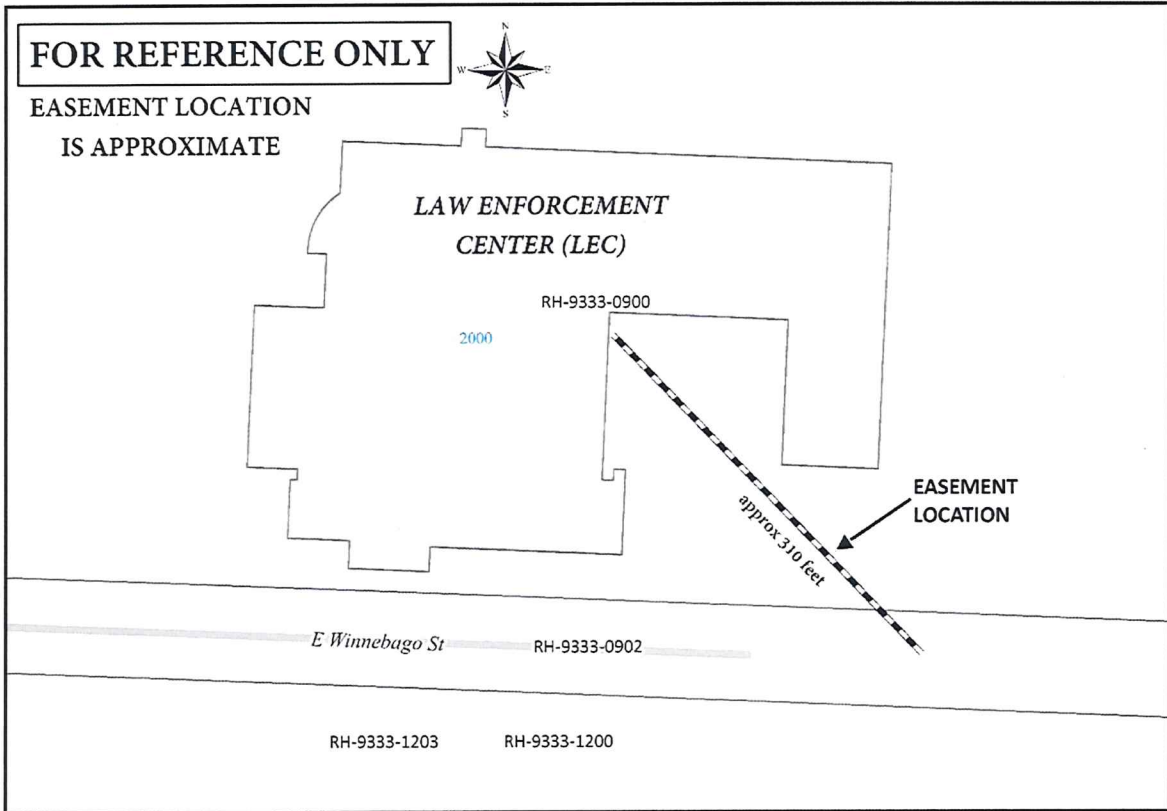 FOR REFERENCE ONLY
EASEMENT LOCATION
IS APPROXIMATE
N
W
E
S
LAW ENFORCEMENT
CENTER (LEC)
RH-9333-0900
2000
EASEMENT
LOCATION
approx 310 feet
E Winnebago St
RH-9333-0902
RH-9333-1203
RH-9333-1200